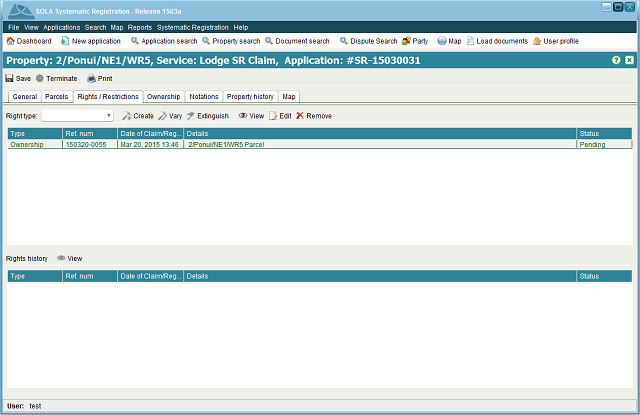 SOLA Systematic Registration - Release 1503a
File View Applications Search Map Reports Systematic Registration Help
Dashboard New application Application search Property search Document search Dispute Search Party Map Load documents User profile
Property: 2/Ponui/NE1/WR5, Service: Lodge SR Claim, Application: #SR-15030031
Save Terminate Print
General Parcels Rights / Restrictions Ownership Notations Property history Map
Right type: Create Vary Extinguish View Edit Remove
Type Ref. num Date of Claim/Reg... Details Status
Ownership 150320-0055 Mar 20, 2015 13:46 2/Ponui/NE1/WR5 Parcel Pending
Rights history View
Type Ref. num Date of Claim/Reg... Details Status
User: test